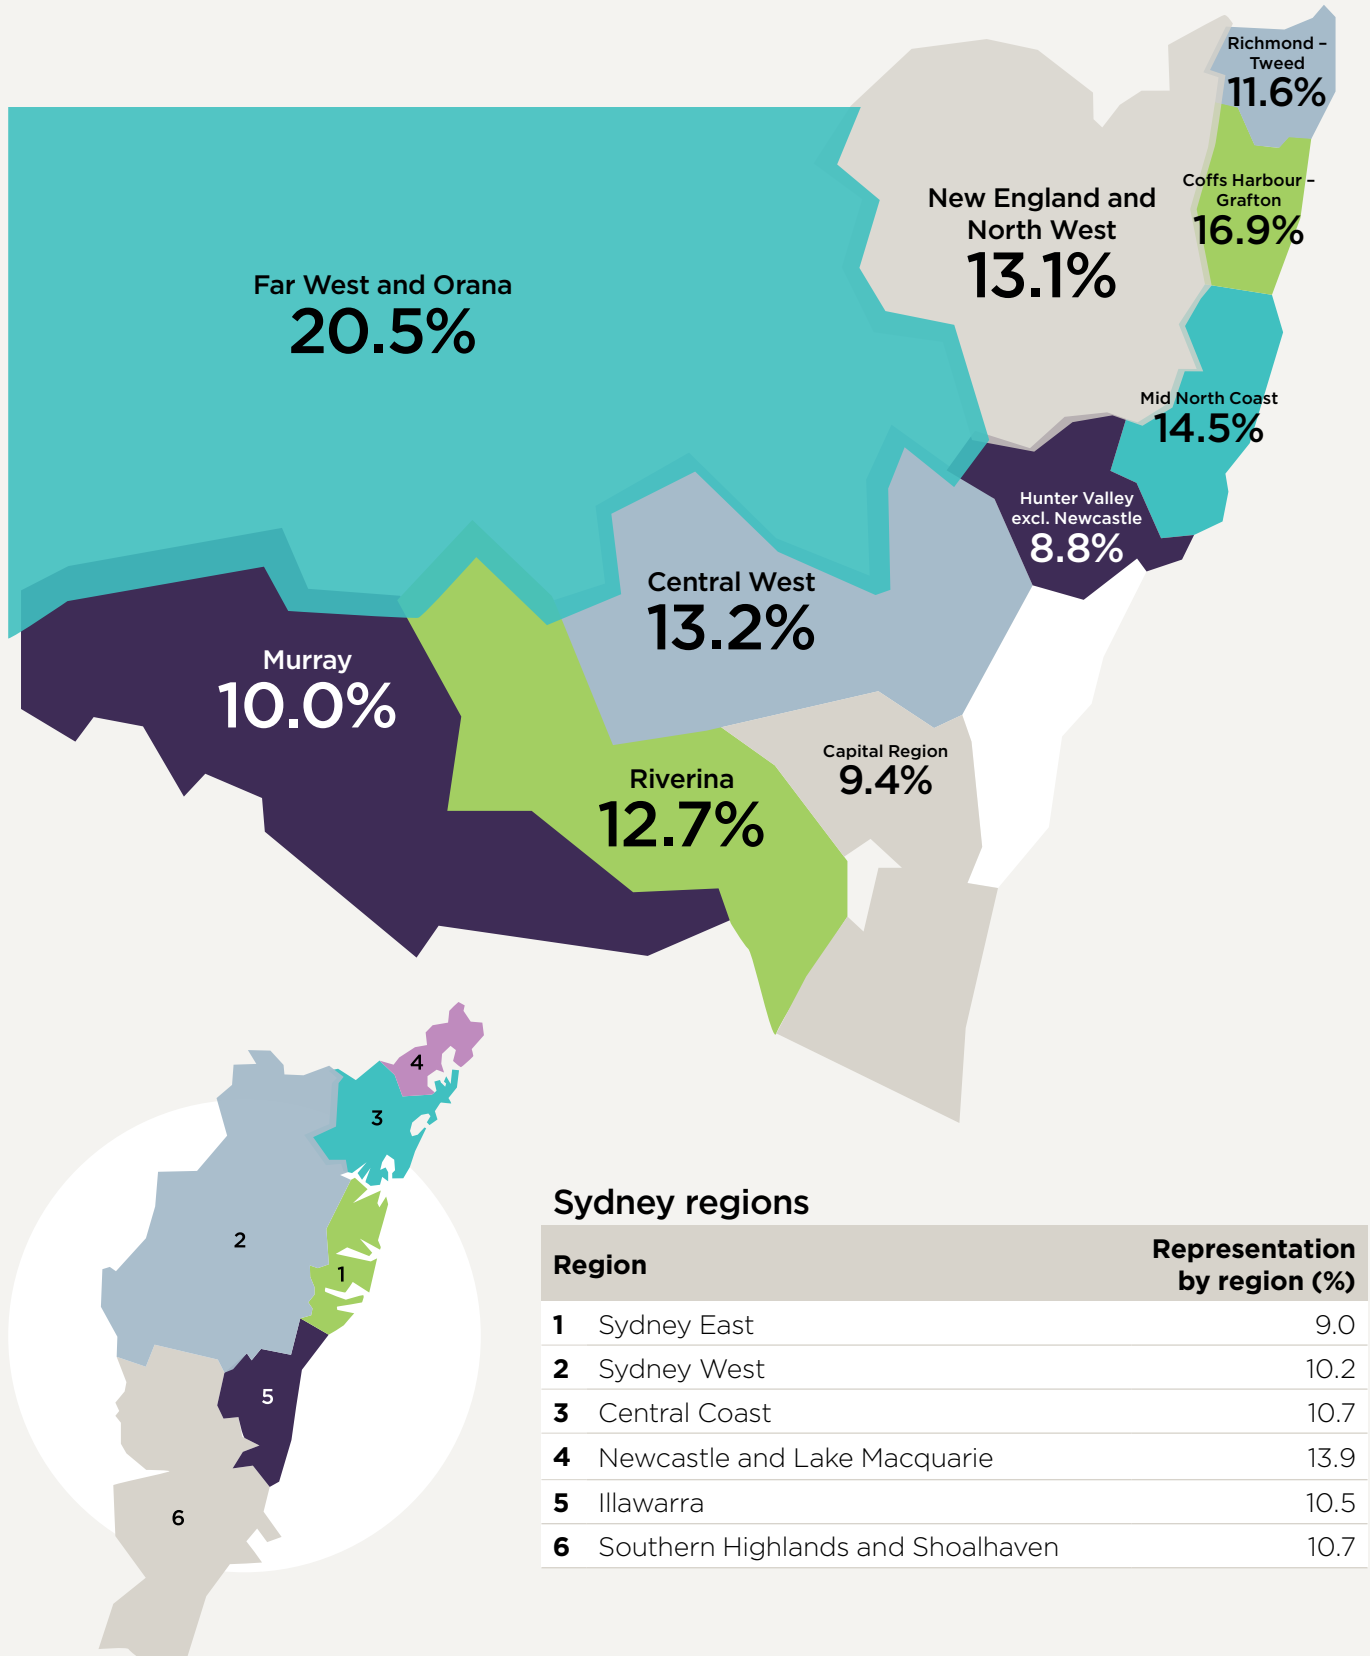 Richmond –
Tweed
11.6%
Coffs Harbour –
Grafton
16.9%
New England and
North West
13.1%
Far West and Orana
20.5%
Mid North Coast
14.5%
Hunter Valley
excl. Newcastle
8.8%
Central West
13.2%
Murray
10.0%
Capital Region
9.4%
Riverina
12.7%
4
3
2
1
5
6
Sydney regions
Region Representation
by region (%)
1 Sydney East 9.0
2 Sydney West 10.2
3 Central Coast 10.7
4 Newcastle and Lake Macquarie 13.9
5 Illawarra 10.5
6 Southern Highlands and Shoalhaven 10.7